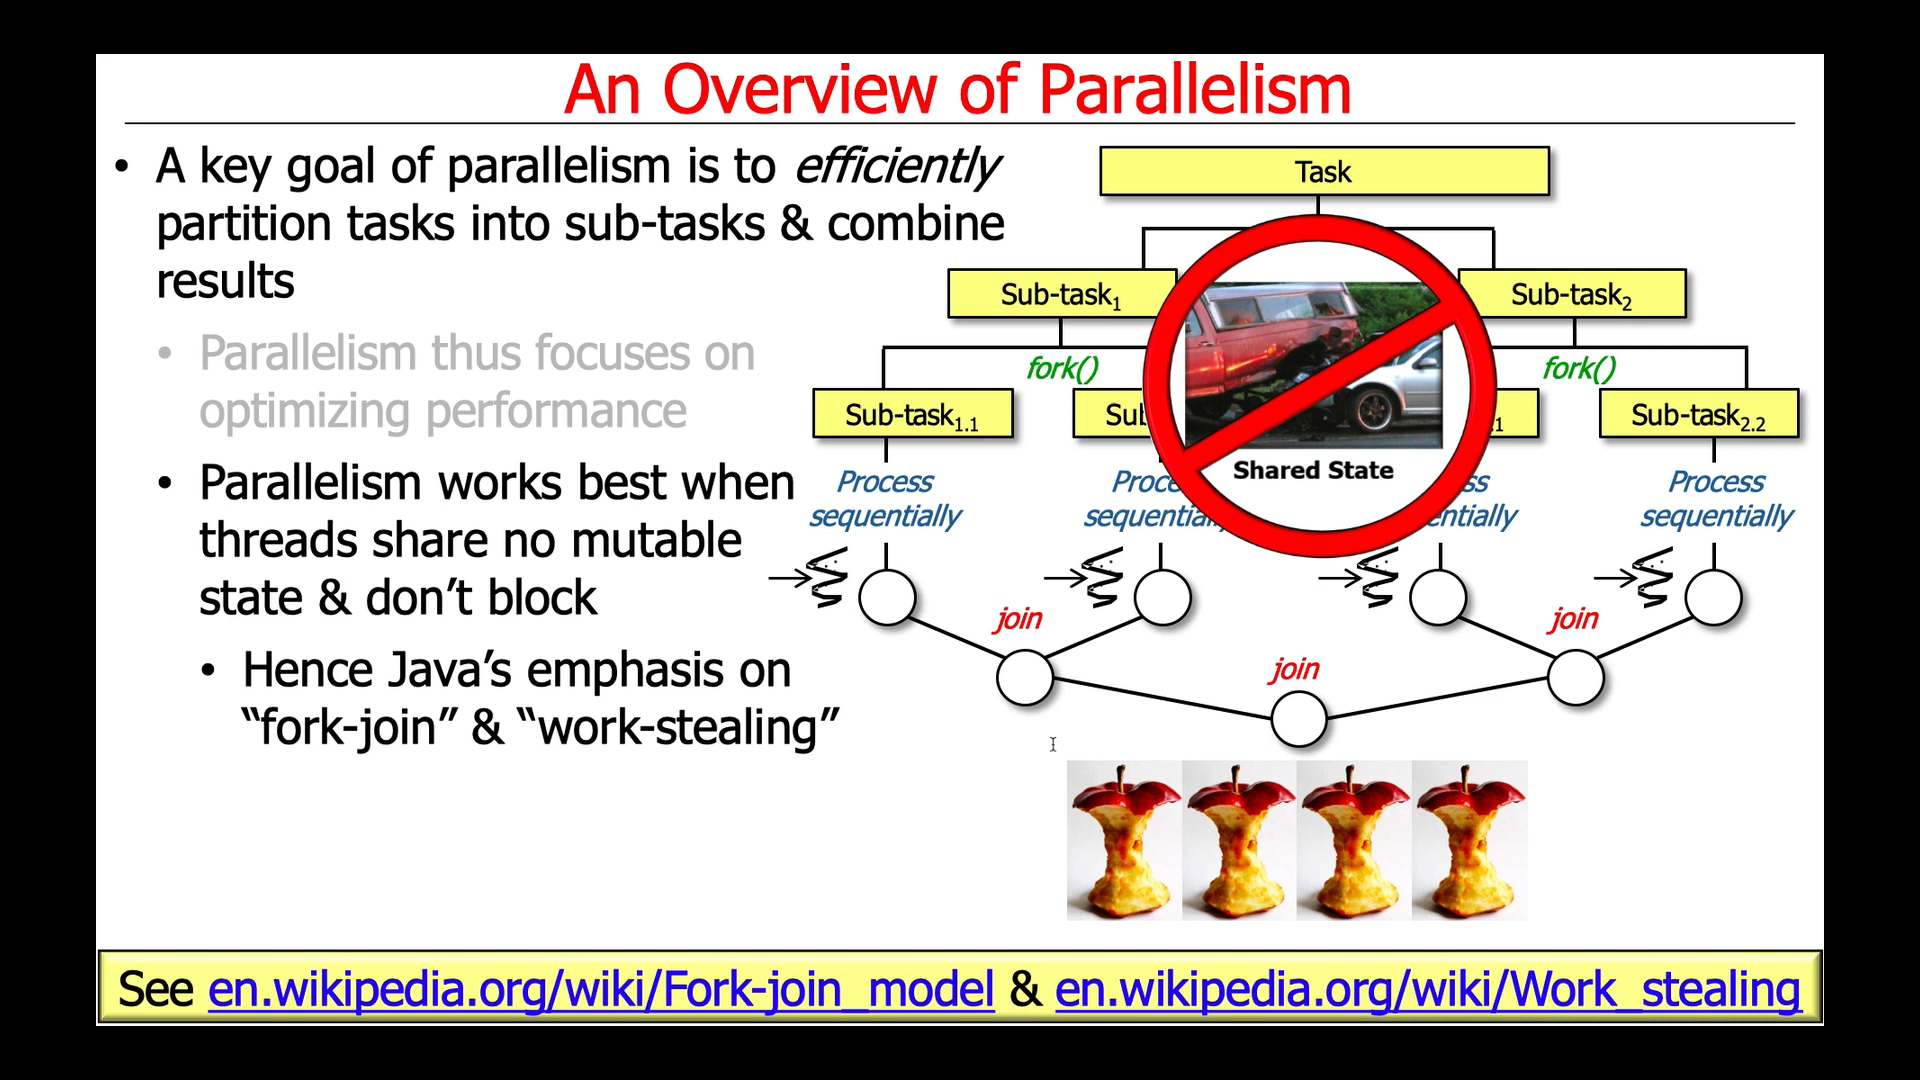 An Overview of Parallelism
• A key goal of parallelism is to efficiently
partition tasks into sub-tasks & combine
results
• Parallelism thus focuses on
optimizing performance
• Parallelism works best when
threads share no mutable
state & don’t block
• Hence Java’s emphasis on
“fork-join” & “work-stealing”
Task
Sub-task1
Sub-task2
fork()
fork()
Sub-task1.1
Sub-task2.2
Shared State
Process
sequentially
Process
sequentially
join
join
join
See en.wikipedia.org/wiki/Fork-join_model & en.wikipedia.org/wiki/Work_stealing